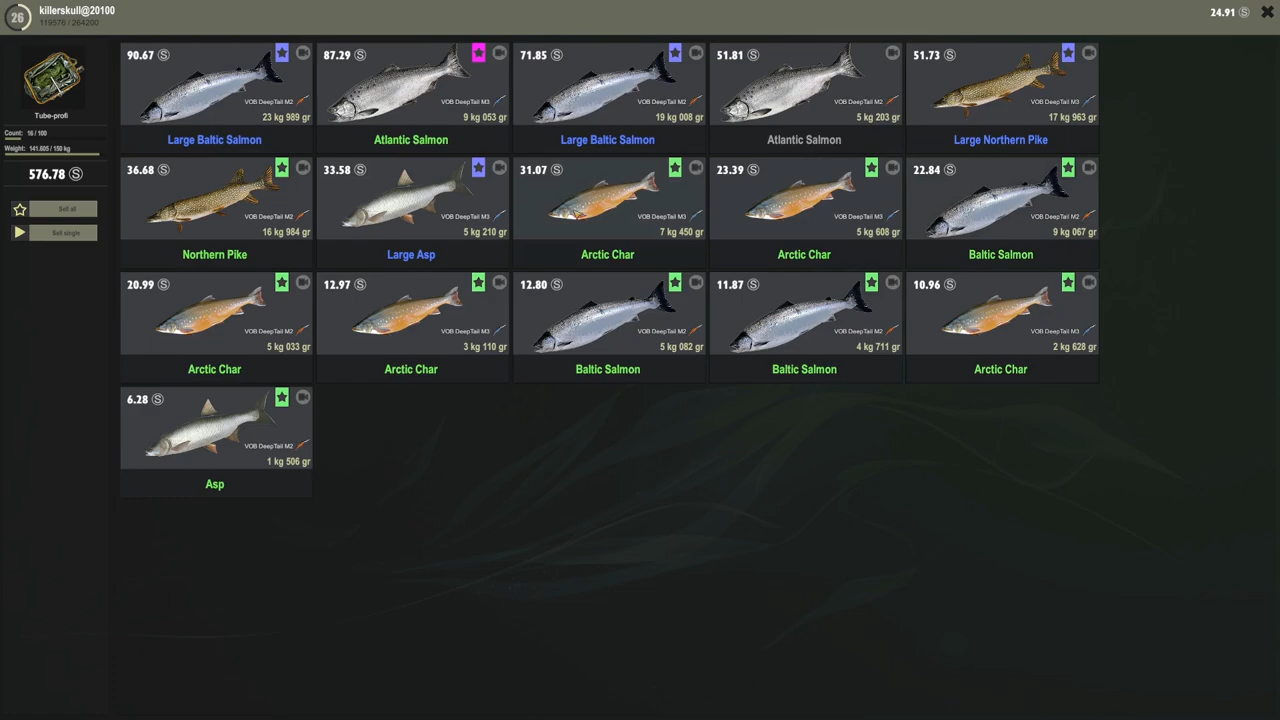 26
killerskull@20100
119576 / 264200
24.91 S
Tube-profi
Count: 16 / 100
Weight: 141.605 / 150 kg
576.78 S
Sell all
Sell single
90.67 S
VOB DeepTail M2
23 kg 989 gr
Large Baltic Salmon
87.29 S
VOB DeepTail M3
9 kg 053 gr
Atlantic Salmon
71.85 S
VOB DeepTail M2
19 kg 008 gr
Large Baltic Salmon
51.81 S
VOB DeepTail M2
5 kg 203 gr
Atlantic Salmon
51.73 S
VOB DeepTail M3
17 kg 963 gr
Large Northern Pike
36.68 S
VOB DeepTail M2
16 kg 984 gr
Northern Pike
33.58 S
VOB DeepTail M3
5 kg 210 gr
Large Asp
31.07 S
VOB DeepTail M3
7 kg 450 gr
Arctic Char
23.39 S
VOB DeepTail M3
5 kg 608 gr
Arctic Char
22.84 S
VOB DeepTail M2
9 kg 067 gr
Baltic Salmon
20.99 S
VOB DeepTail M2
5 kg 033 gr
Arctic Char
12.97 S
VOB DeepTail M3
3 kg 110 gr
Arctic Char
12.80 S
VOB DeepTail M2
5 kg 082 gr
Baltic Salmon
11.87 S
VOB DeepTail M2
4 kg 711 gr
Baltic Salmon
10.96 S
VOB DeepTail M3
2 kg 628 gr
Arctic Char
6.28 S
VOB DeepTail M2
1 kg 506 gr
Asp